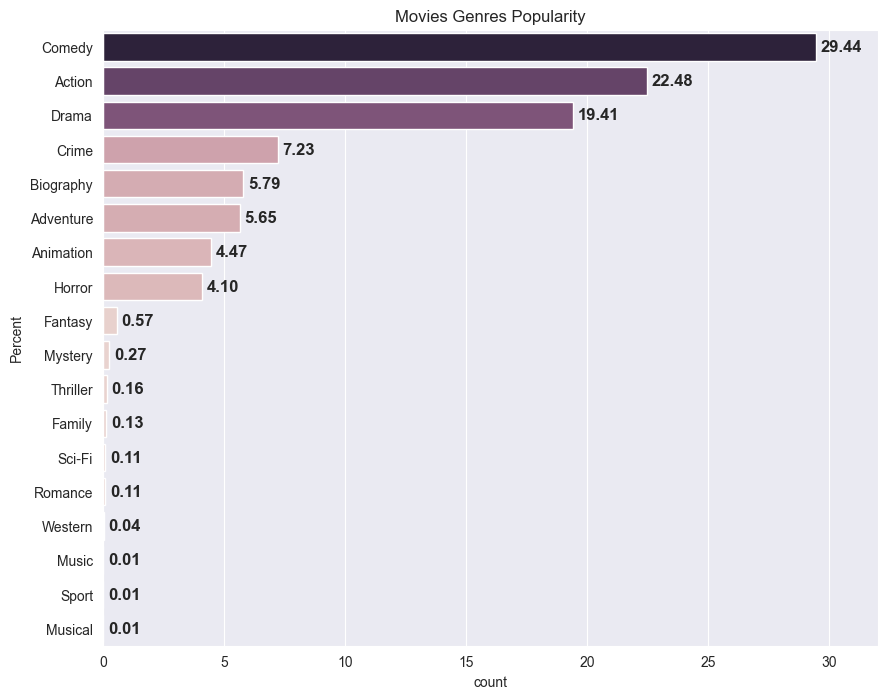 Movies Genres Popularity
Comedy 29.44
Action 22.48
Drama 19.41
Crime 7.23
Biography 5.79
Adventure 5.65
Animation 4.47
Horror 4.10
Fantasy 0.57
Mystery 0.27
Thriller 0.16
Family 0.13
Sci-Fi 0.11
Romance 0.11
Western 0.04
Music 0.01
Sport 0.01
Musical 0.01
Percent
0 5 10 15 20 25 30
count